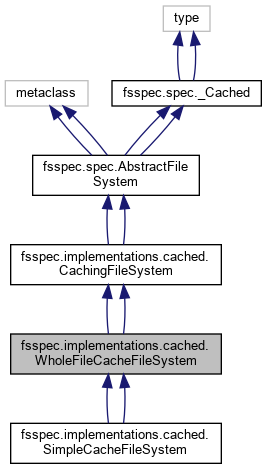 type
metaclass
fsspec.spec._Cached
fsspec.spec.AbstractFile
System
fsspec.implementations.cached.
CachingFileSystem
fsspec.implementations.cached.
WholeFileCacheFileSystem
fsspec.implementations.cached.
SimpleCacheFileSystem